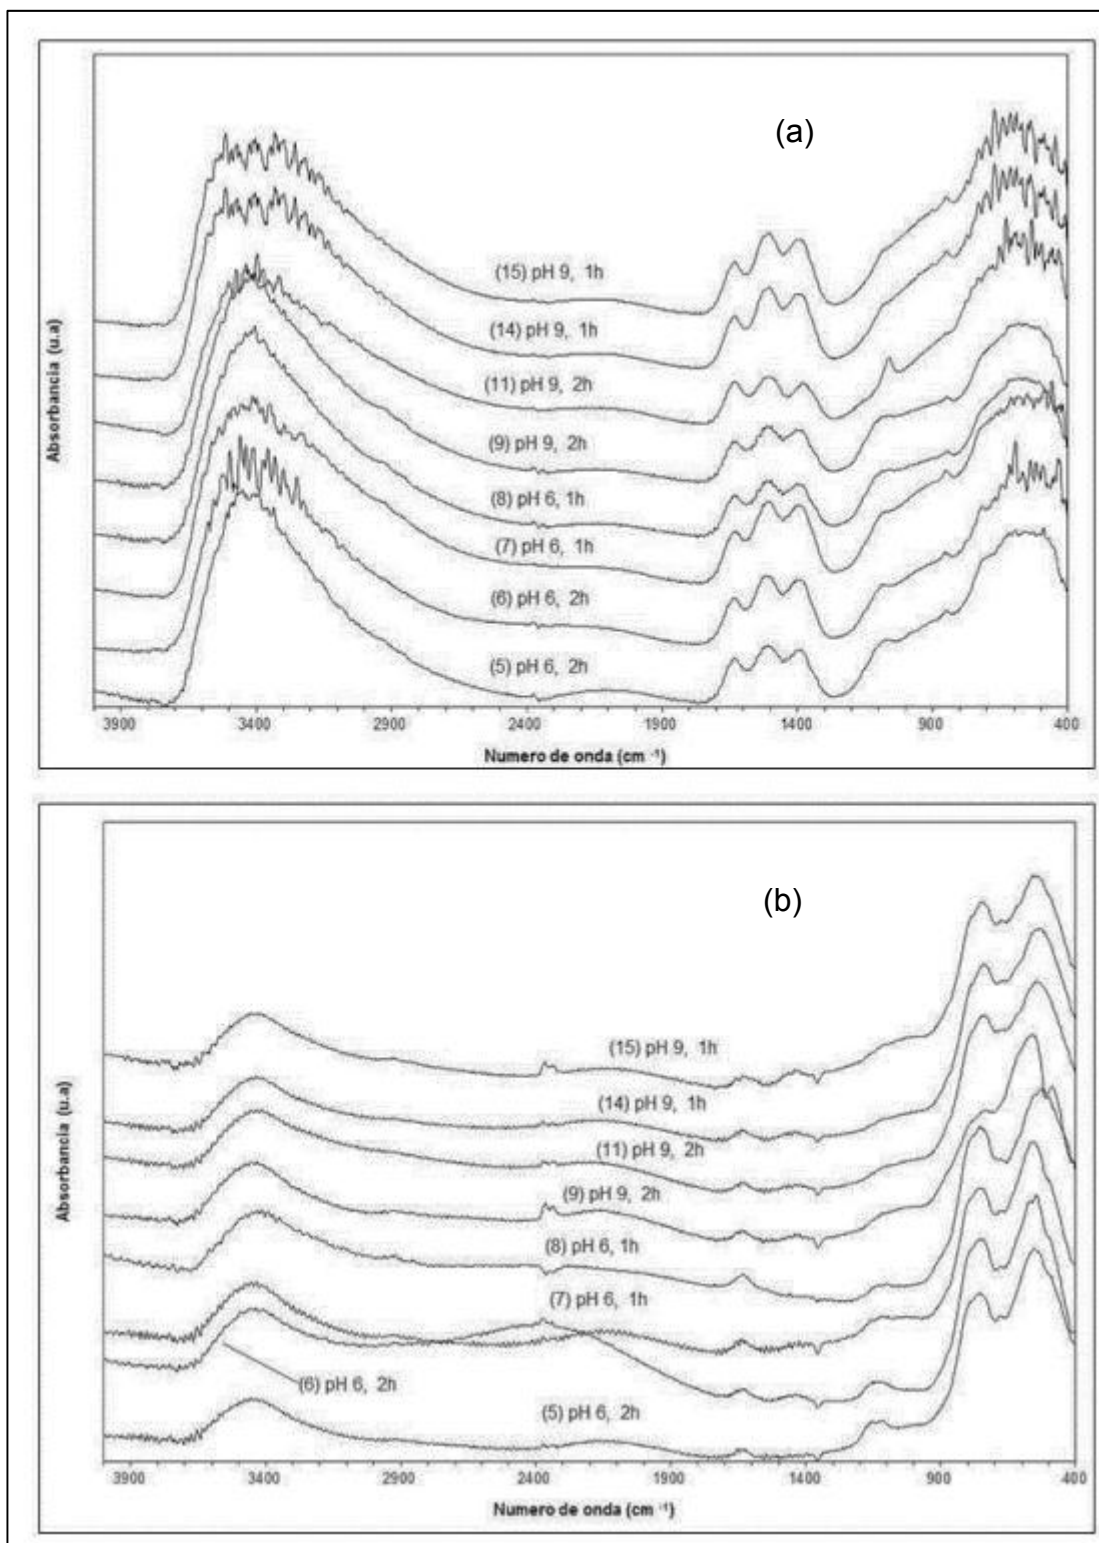 (a)
Absorbancia (u.a)
(15) pH 9, 1h
(14) pH 9, 1h
(11) pH 9, 2h
(9) pH 9, 2h
(8) pH 6, 1h
(7) pH 6, 1h
(6) pH 6, 2h
(5) pH 6, 2h
3900 3400 2900 2400 1900 1400 900 400
Numero de onda (cm -1)
(b)
Absorbancia (u.a)
(15) pH 9, 1h
(14) pH 9, 1h
(11) pH 9, 2h
(9) pH 9, 2h
(8) pH 6, 1h
(7) pH 6, 1h
(6) pH 6, 2h
(5) pH 6, 2h
3900 3400 2900 2400 1900 1400 900 400
Numero de onda (cm -1)